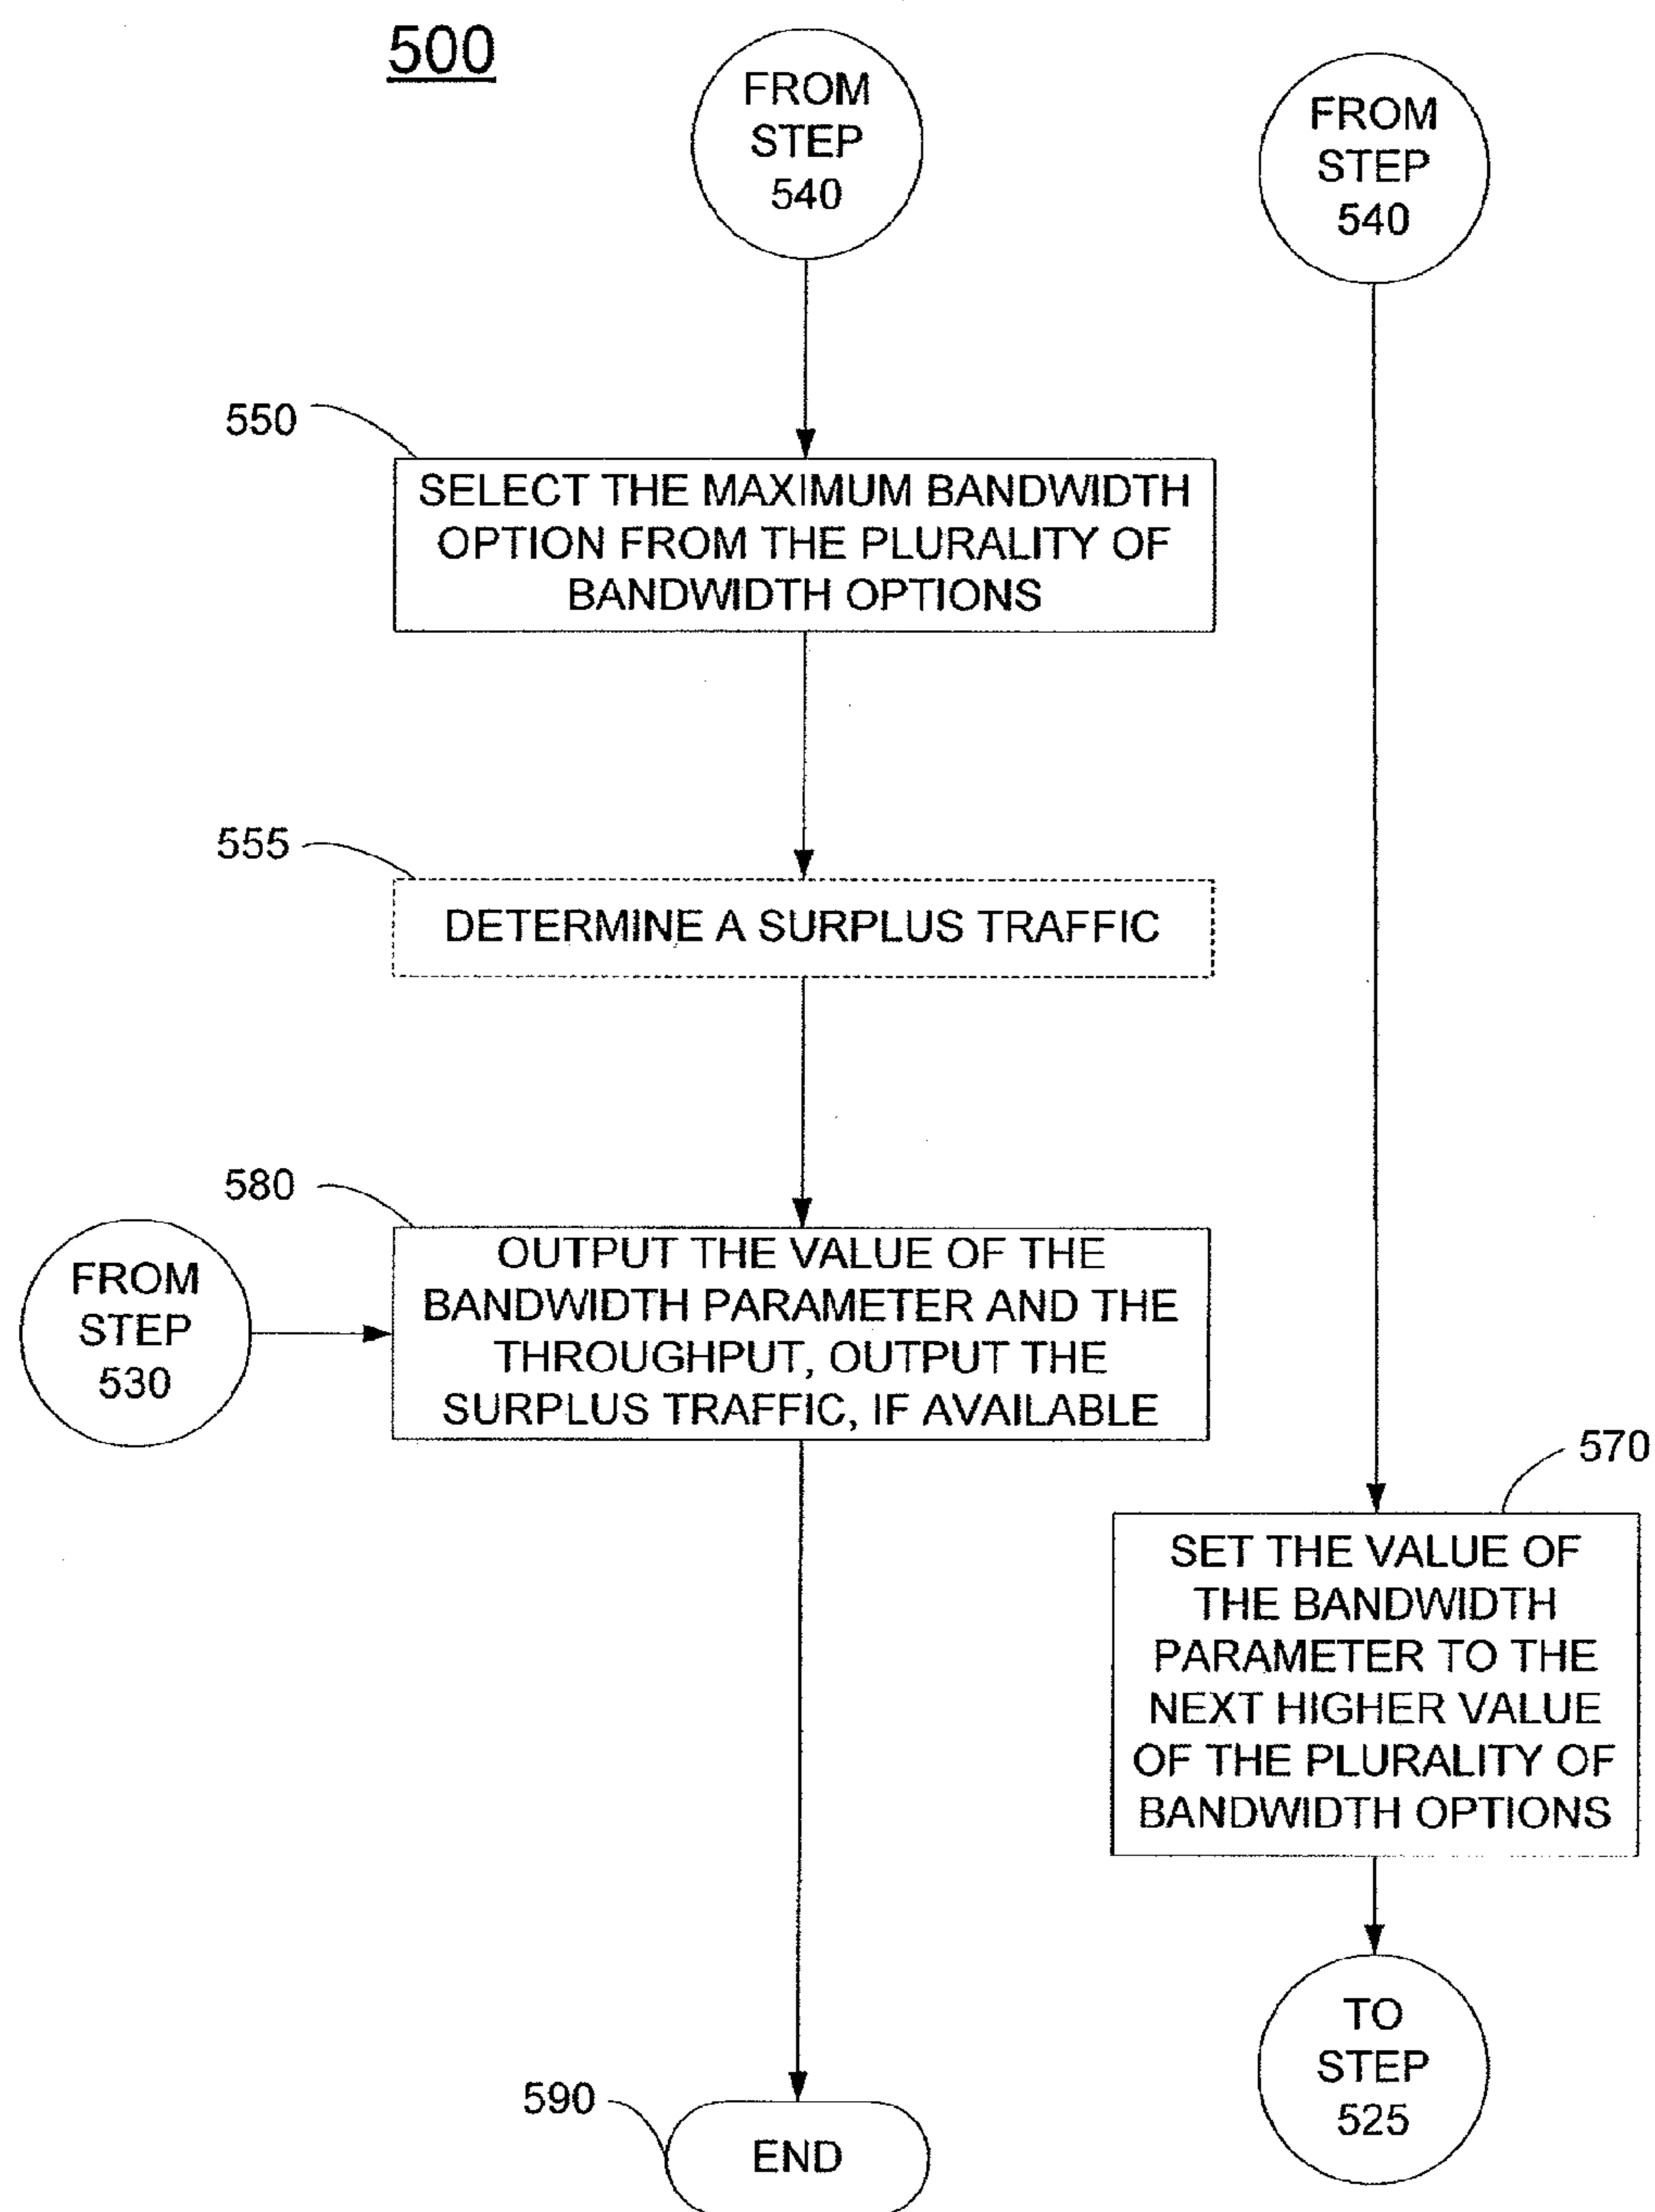 500
FROM
STEP
540
FROM
STEP
540
550
SELECT THE MAXIMUM BANDWIDTH
OPTION FROM THE PLURALITY OF
BANDWIDTH OPTIONS
555
DETERMINE A SURPLUS TRAFFIC
580
FROM
STEP
530
OUTPUT THE VALUE OF THE
BANDWIDTH PARAMETER AND THE
THROUGHPUT, OUTPUT THE
SURPLUS TRAFFIC, IF AVAILABLE
570
SET THE VALUE OF
THE BANDWIDTH
PARAMETER TO THE
NEXT HIGHER VALUE
OF THE PLURALITY OF
BANDWIDTH OPTIONS
TO
STEP
525
590
END